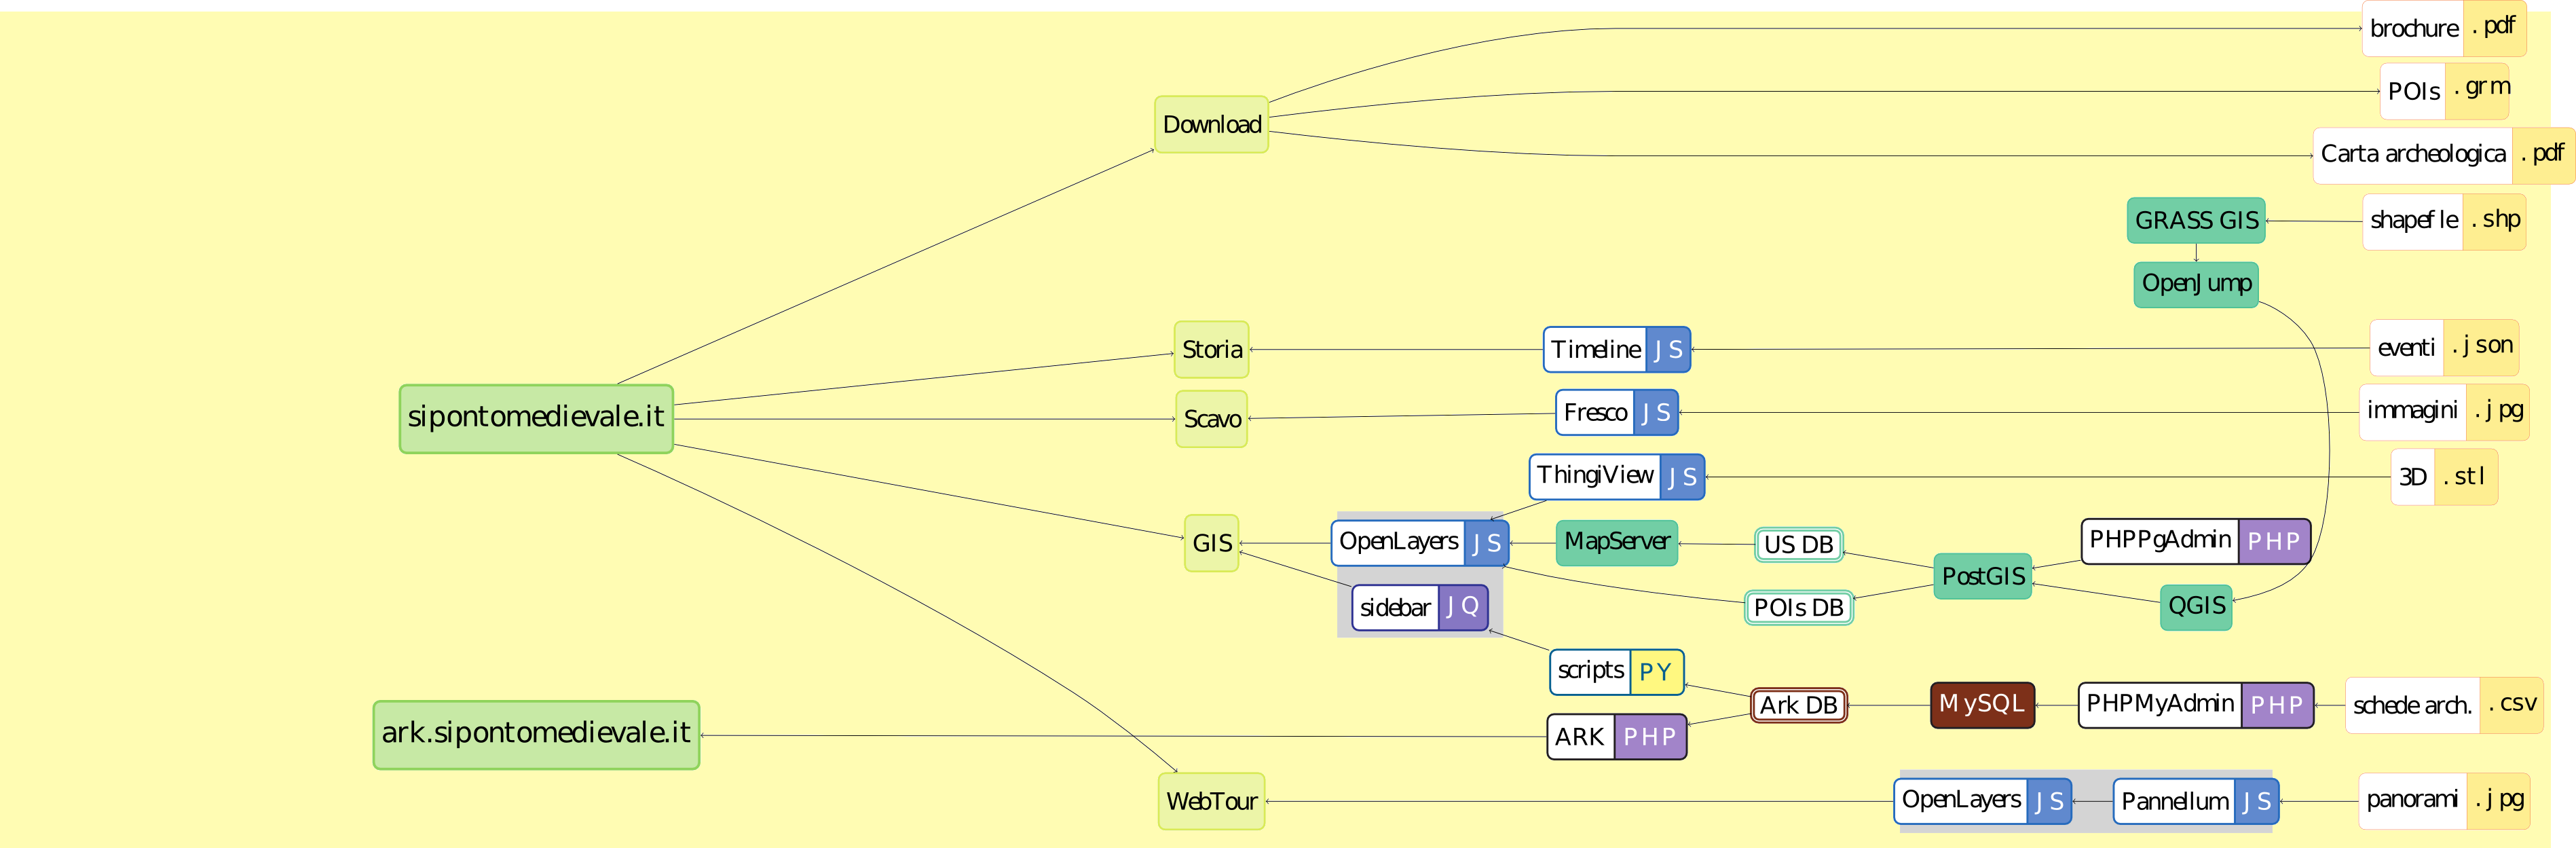 brochure .pdf
Download
POIs .grm
Carta archeologica .pdf
GRASS GIS
shapefle .shp
OpenJump
Storia
Timeline JS
eventi .json
sipontomedievale.it
Scavo
Fresco JS
immagini .jpg
ThingiView JS
3D .stl
GIS
OpenLayers JS
MapServer
US DB
PHPPgAdmin PHP
PostGIS
sidebar JQ
POIs DB
QGIS
scripts PY
Ark DB
MySQL
PHPMyAdmin PHP
schede arch. .csv
ark.sipontomedievale.it
ARK PHP
WebTour
OpenLayers JS
Pannellum JS
panorami .jpg